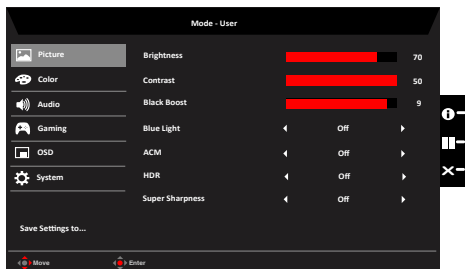 Mode - User
Picture
Brightness 70
Color
Contrast 50
Audio
Black Boost 9
Gaming
Blue Light Off
OSD
ACM Off
System
HDR Off
Super Sharpness Off
Save Settings to...
Move Enter